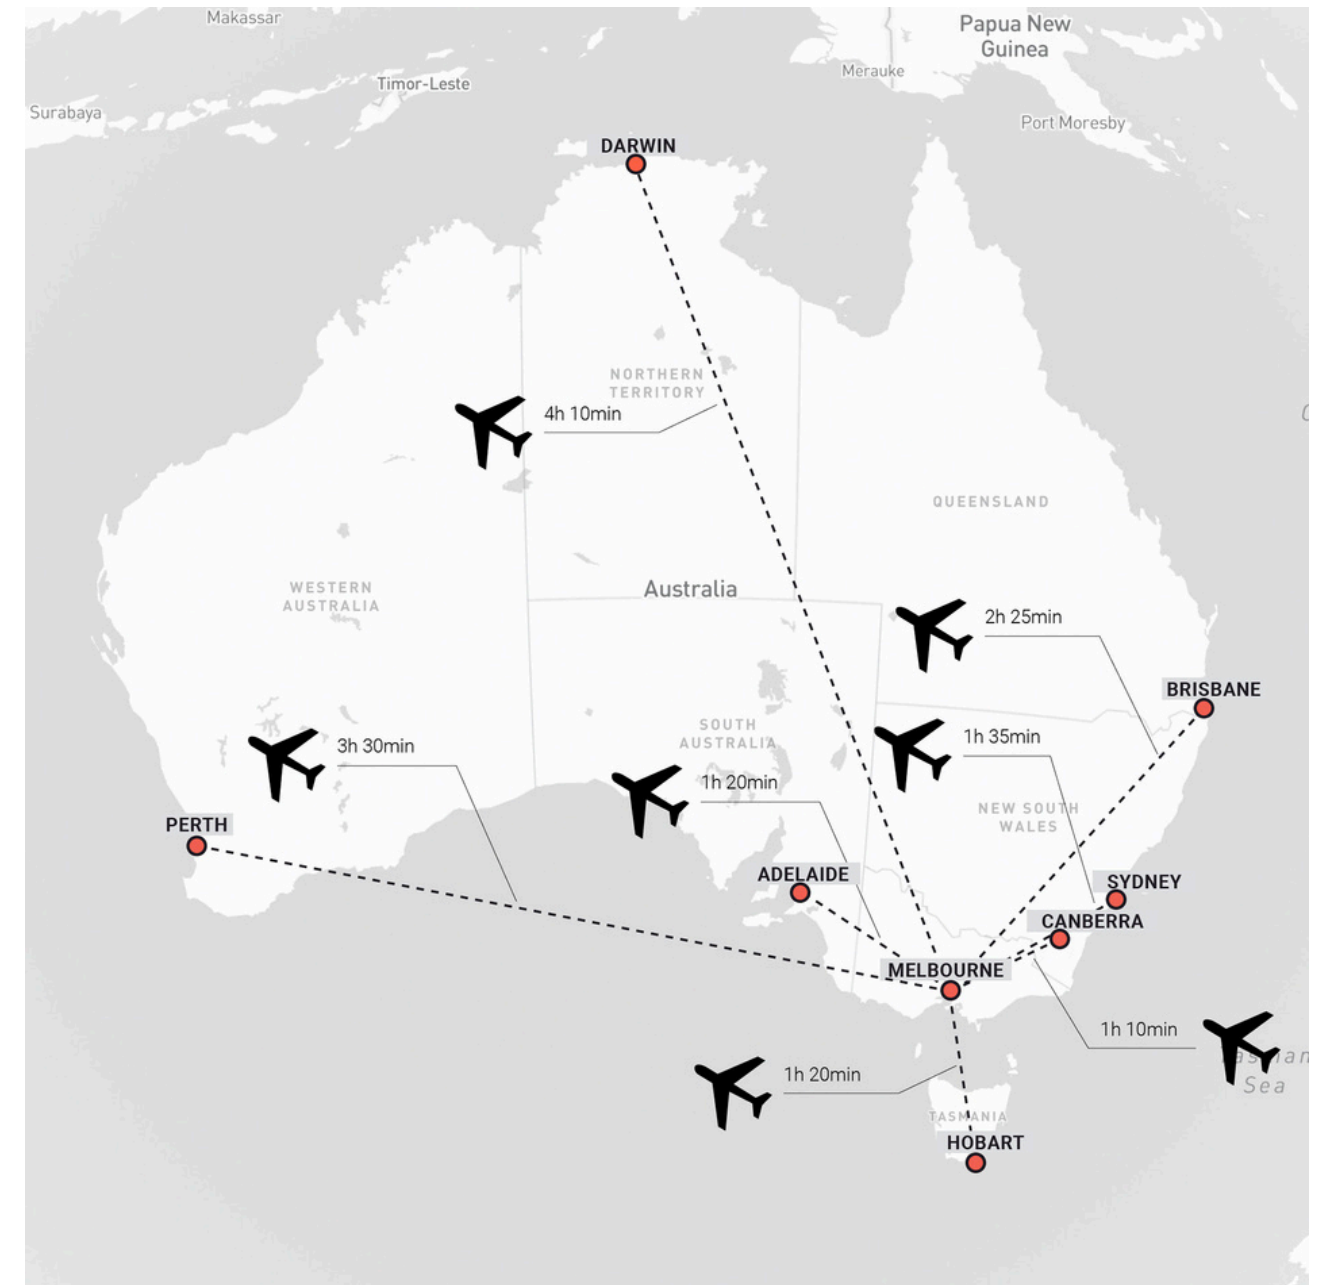 Makassar
Papua New
Guinea
Merauke
Timor-Leste
Surabaya
Port Moresby
DARWIN
NORTHERN
TERRITORY
4h 10min
QUEENSLAND
WESTERN
AUSTRALIA
Australia
2h 25min
BRISBANE
SOUTH
AUSTRALIA
1h 35min
3h 30min
1h 20min
NEW SOUTH
WALES
PERTH
ADELAIDE
SYDNEY
CANBERRA
MELBOURNE
1h 10min
1h 20min
Sea
TASMANIA
HOBART